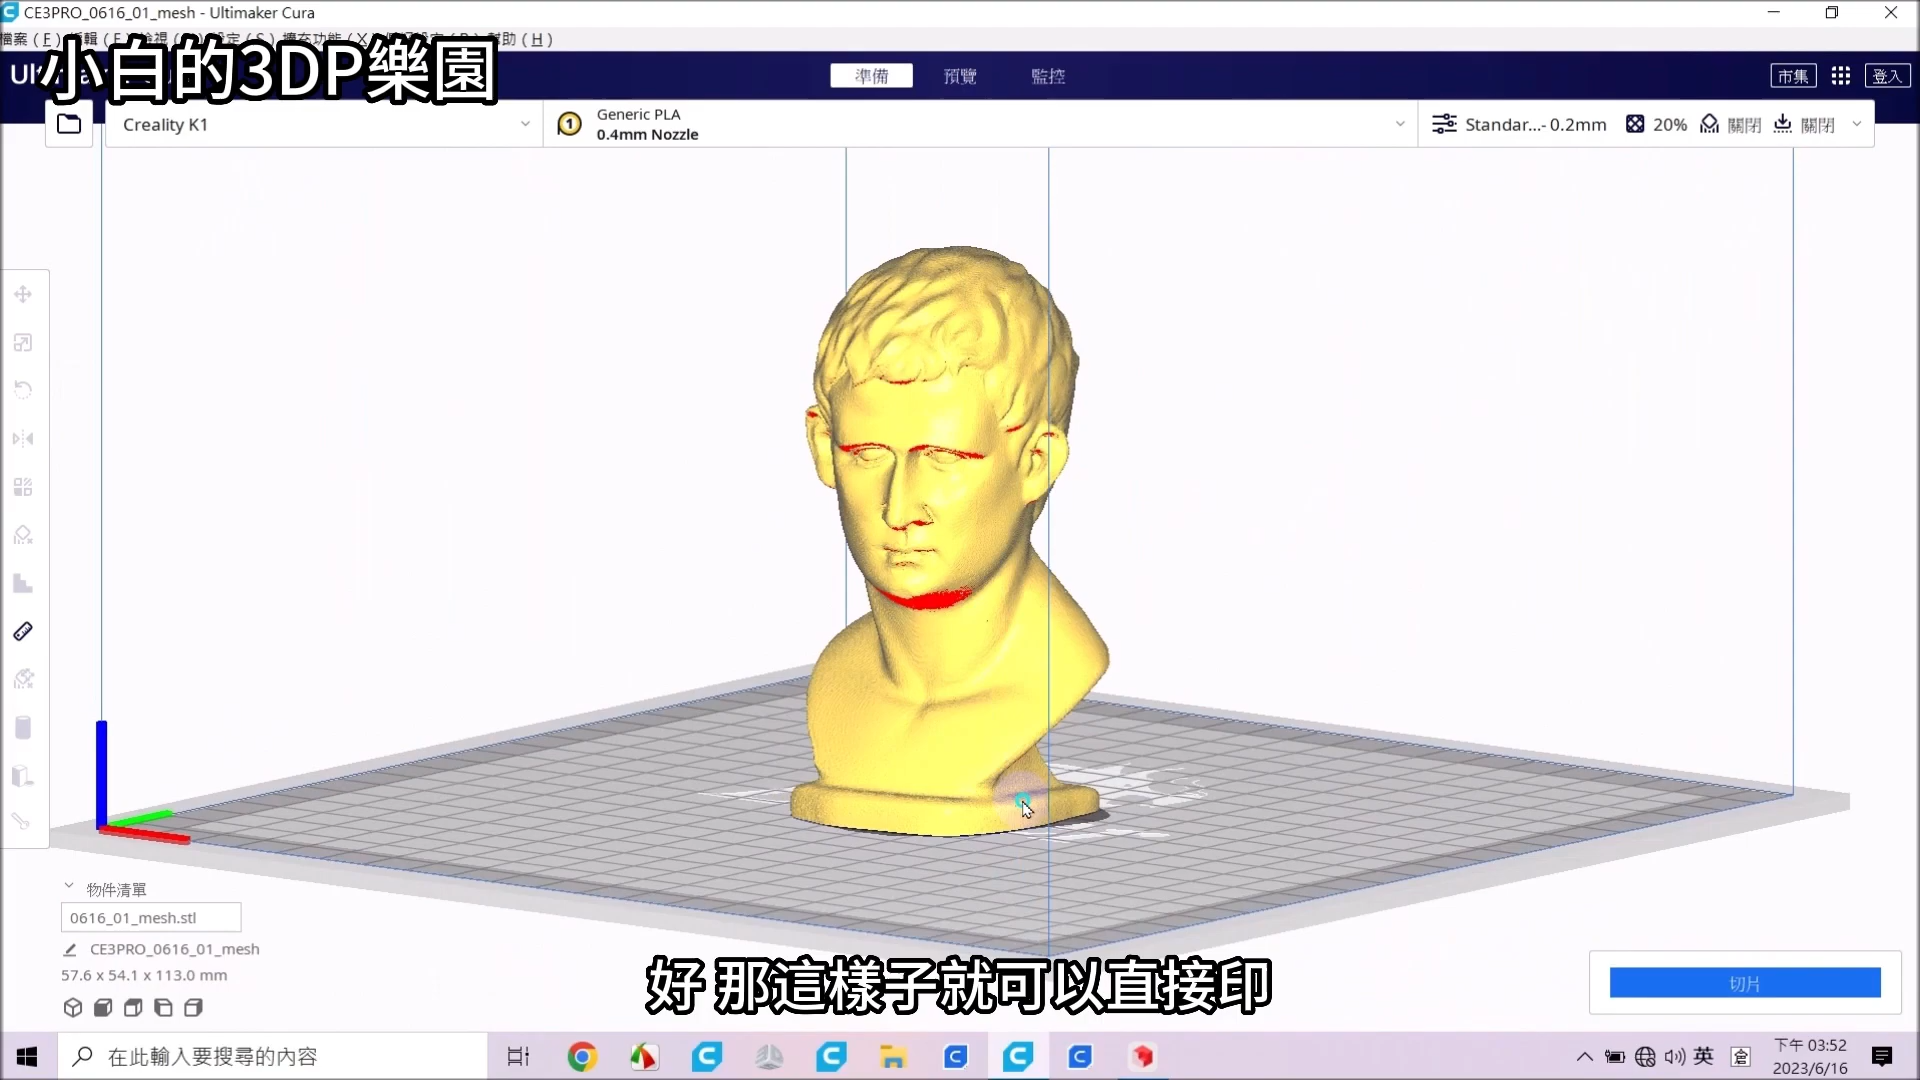 CE3PRO_0616_01_mesh - Ultimaker Cura
小白的3DP樂園
準備 預覽 監控
市集 登入
Creality K1
Generic PLA
0.4mm Nozzle
Standar...- 0.2mm 20% 關閉 關閉
物件清單
0616_01_mesh.stl
CE3PRO_0616_01_mesh
57.6 x 54.1 x 113.0 mm
切片
好 那這樣子就可以直接印
在此輸入要搜尋的內容
英 倉
下午 03:52
2023/6/16